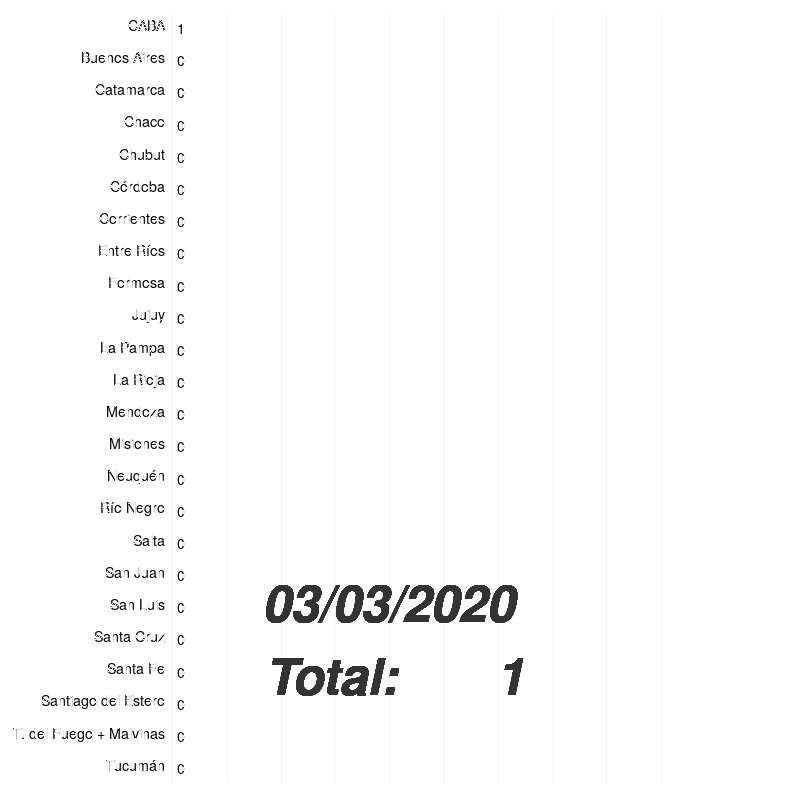 CABA 1
Buenos Aires 0
Catamarca 0
Chaco 0
Chubut 0
Córdoba 0
Corrientes 0
Entre Ríos 0
Formosa 0
Jujuy 0
La Pampa 0
La Rioja 0
Mendoza 0
Misiones 0
Neuquén 0
Río Negro 0
Salta 0
San Juan 0
San Luis 0
03/03/2020
Santa Cruz 0
Santa Fe 0
Total: 1
Santiago del Estero 0
T. del Fuego + Malvinas 0
Tucumán 0